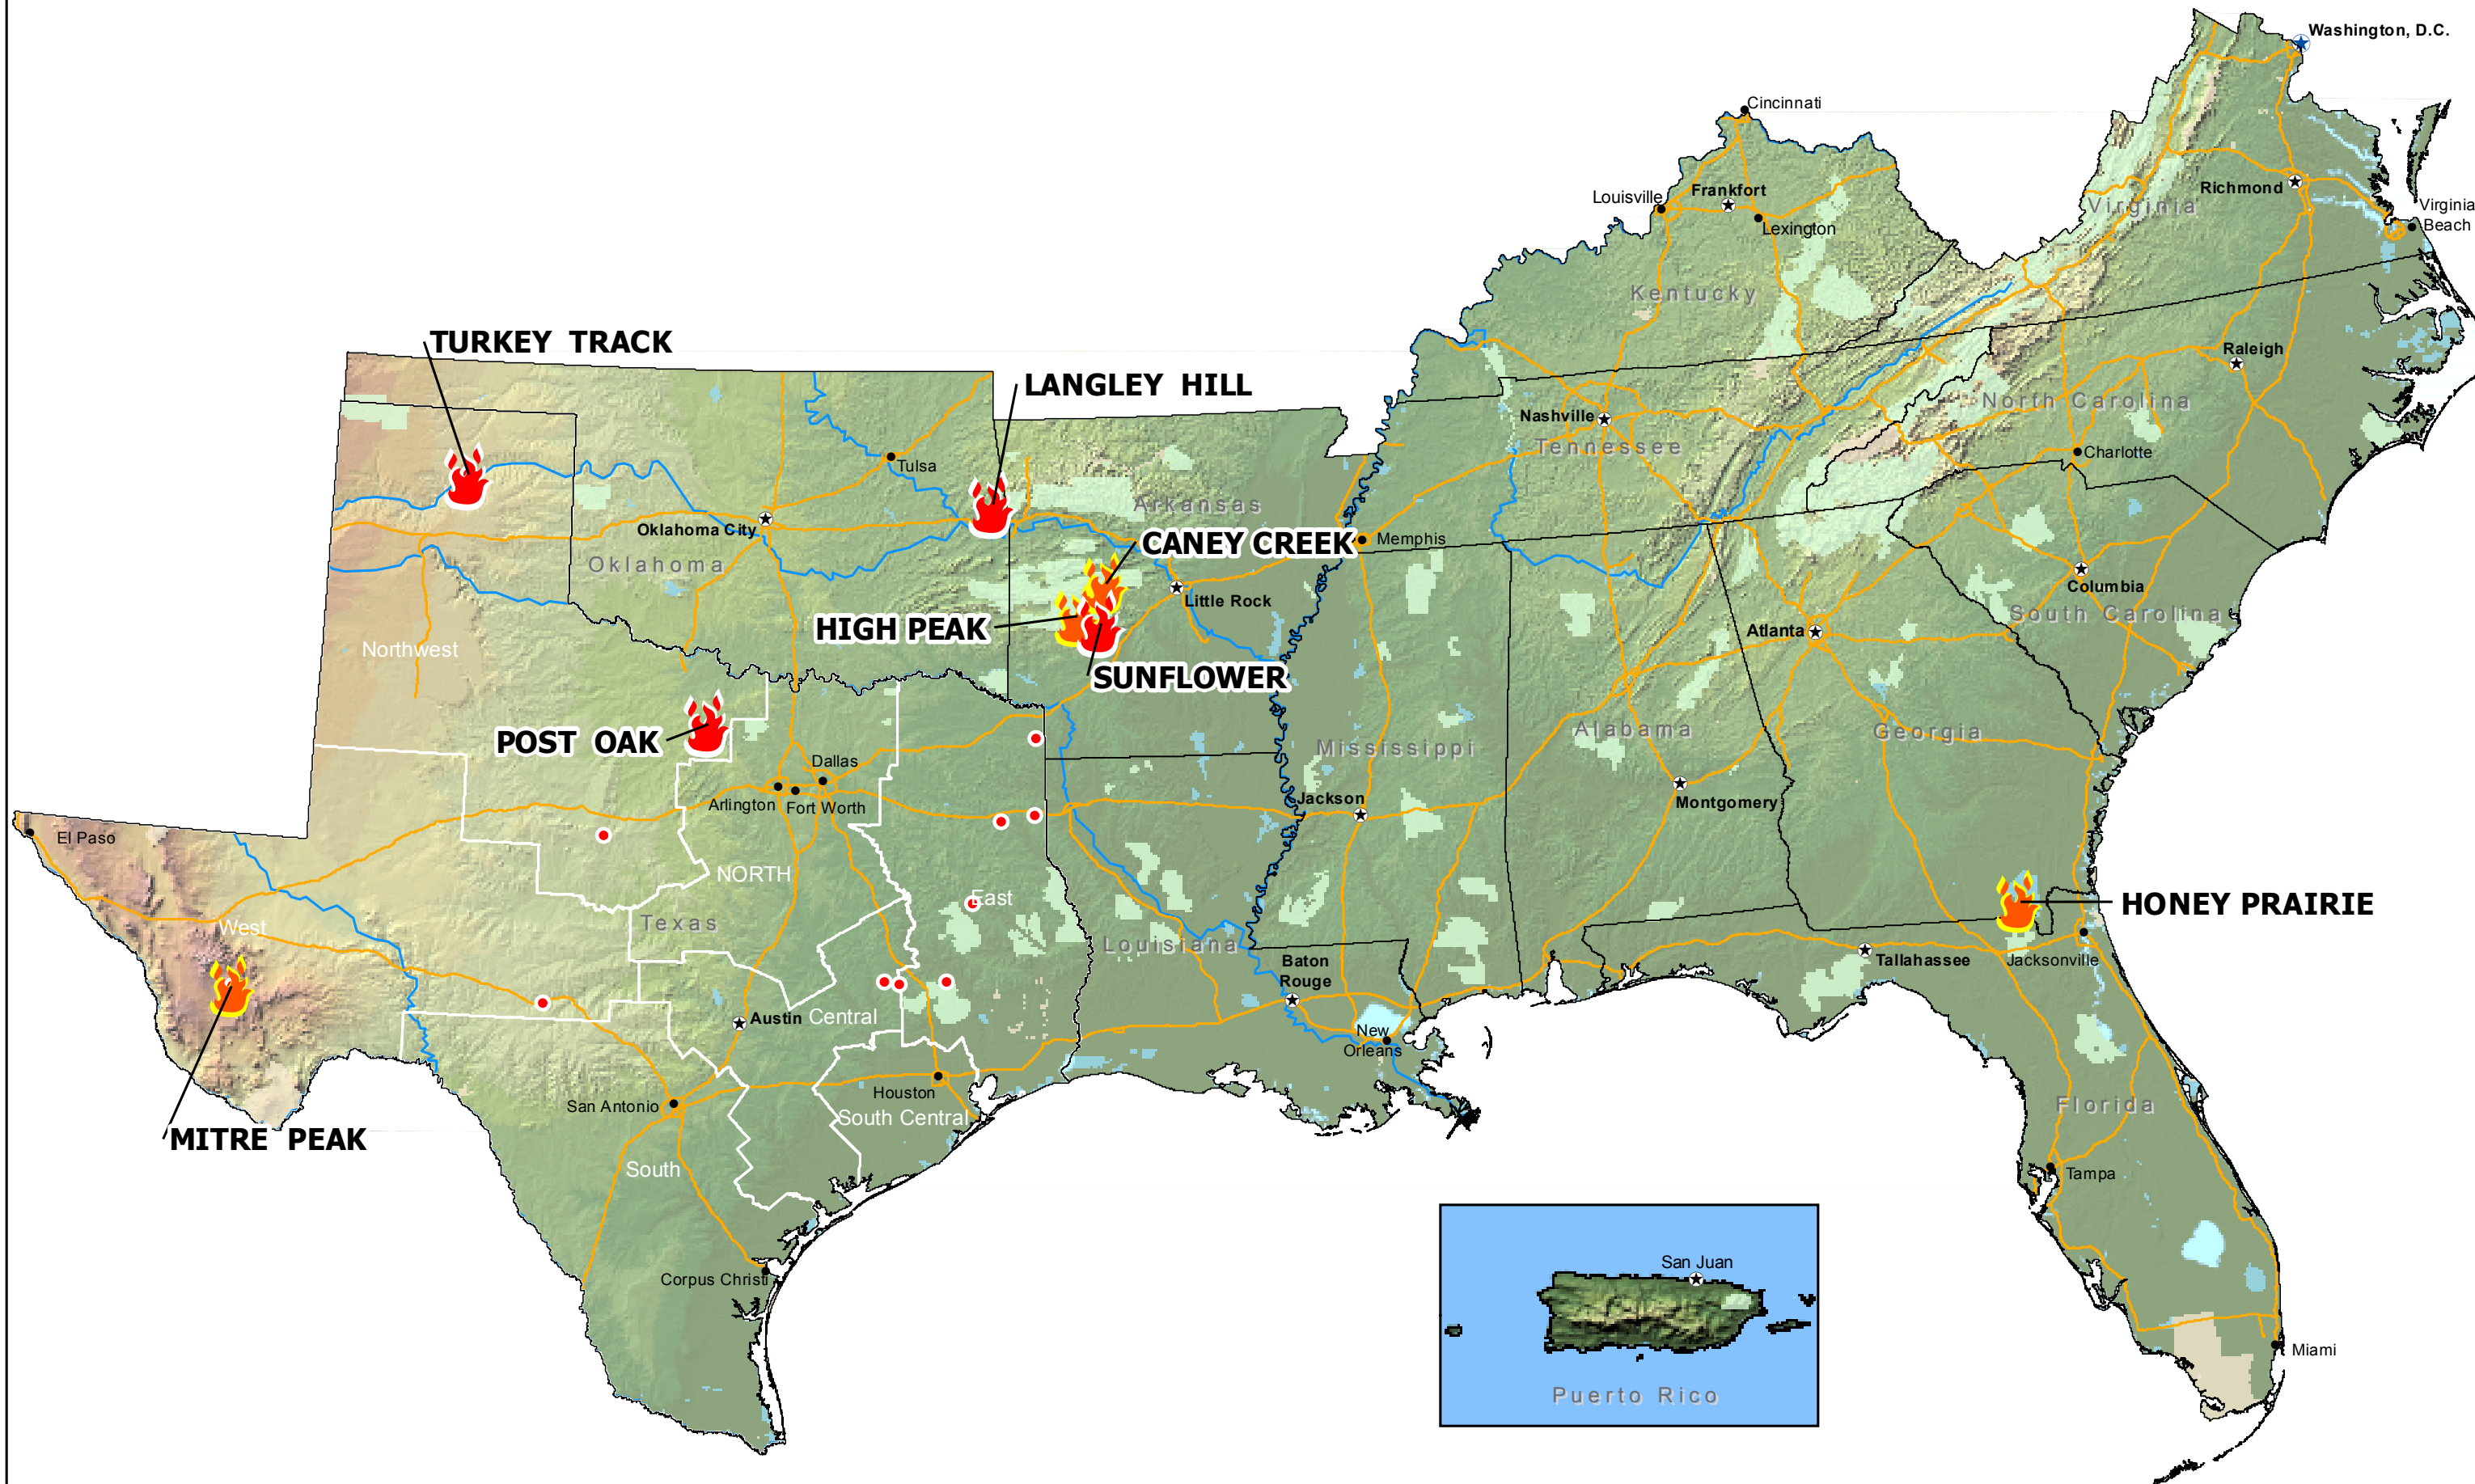 Washington, D.C.
Cincinnati
Louisville
Frankfort
Lexington
Richmond
Virginia
Virginia
Beach
Kentucky
TURKEY TRACK
LANGLEY HILL
Raleigh
North Carolina
Nashville
Tennessee
Charlotte
Tulsa
Arkansas
Oklahoma City
CANEY CREEK
Memphis
Oklahoma
Little Rock
Columbia
South Carolina
HIGH PEAK
Atlanta
Northwest
SUNFLOWER
POST OAK
Mississippi
Alabama
Georgia
Dallas
Arlington
Fort Worth
Jackson
Montgomery
El Paso
NORTH
East
HONEY PRAIRIE
West
Texas
Louisiana
Baton
Rouge
Tallahassee
Jacksonville
Austin
Central
New
Orleans
Houston
San Antonio
South Central
Florida
MITRE PEAK
South
Tampa
Corpus Christi
San Juan
Miami
Puerto Rico